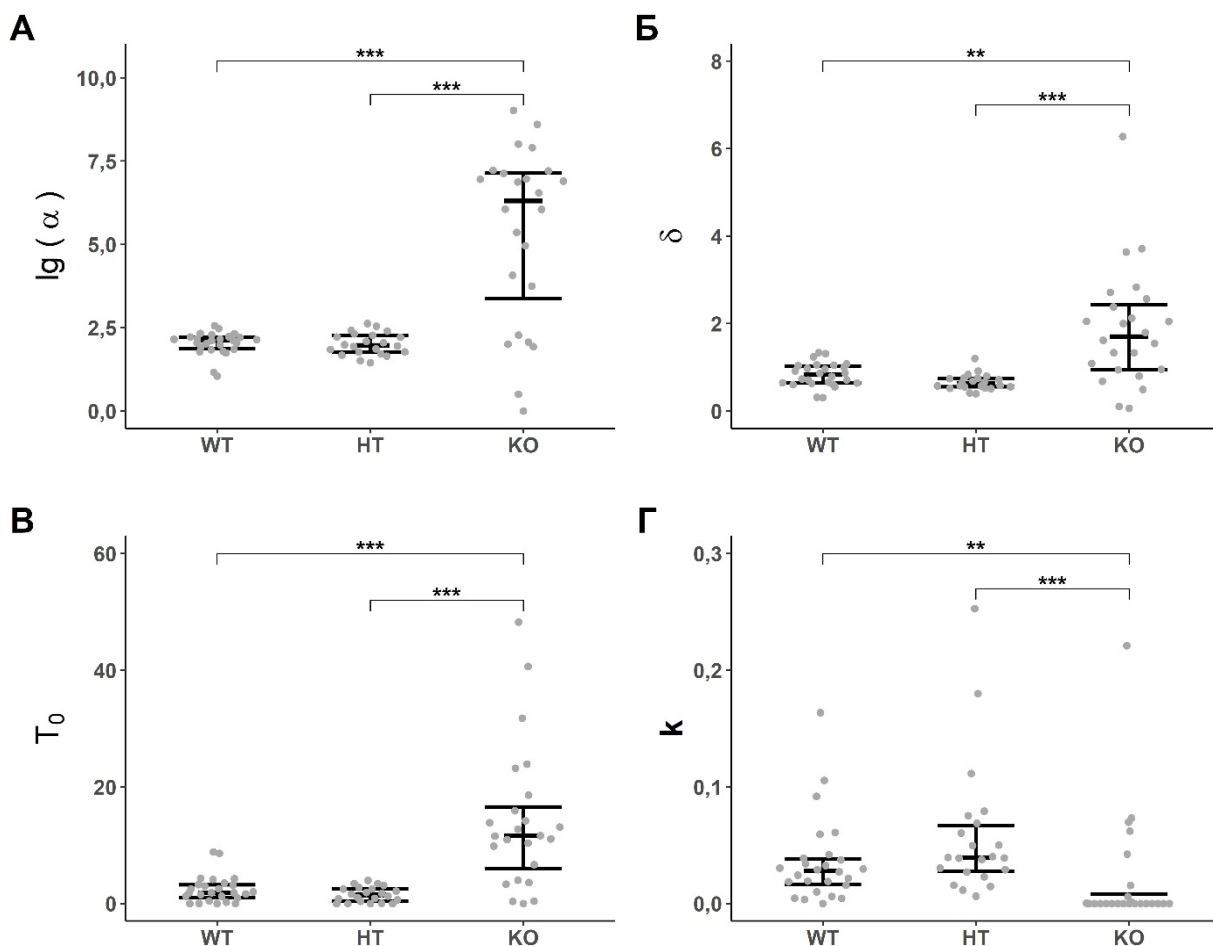 А
***
***
10,0
7,5
5,0
2,5
0,0
lg ( α )
WT HT KO
Б
**
***
8
6
4
2
0
δ
WT HT KO
В
***
***
60
40
20
0
T0
WT HT KO
Г
**
***
0,3
0,2
0,1
0,0
k
WT HT KO